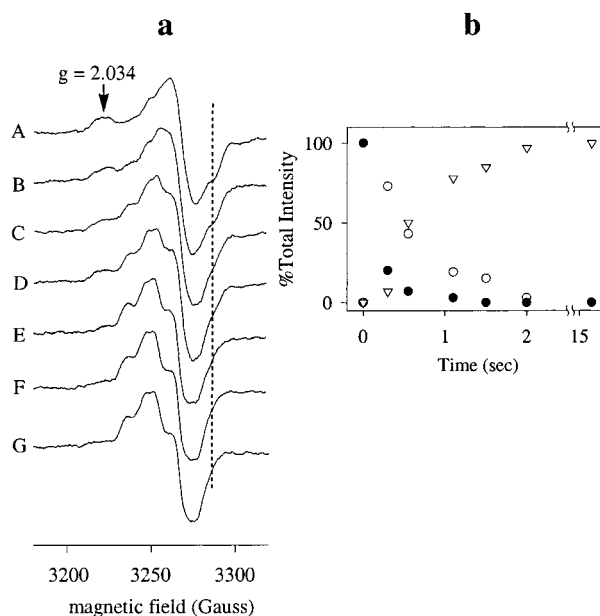 a
g = 2.034
A
B
C
D
E
F
G
3200 3250 3300
magnetic field (Gauss)
b
100
50
0
%Total Intensity
0 1 2 15
Time (sec)